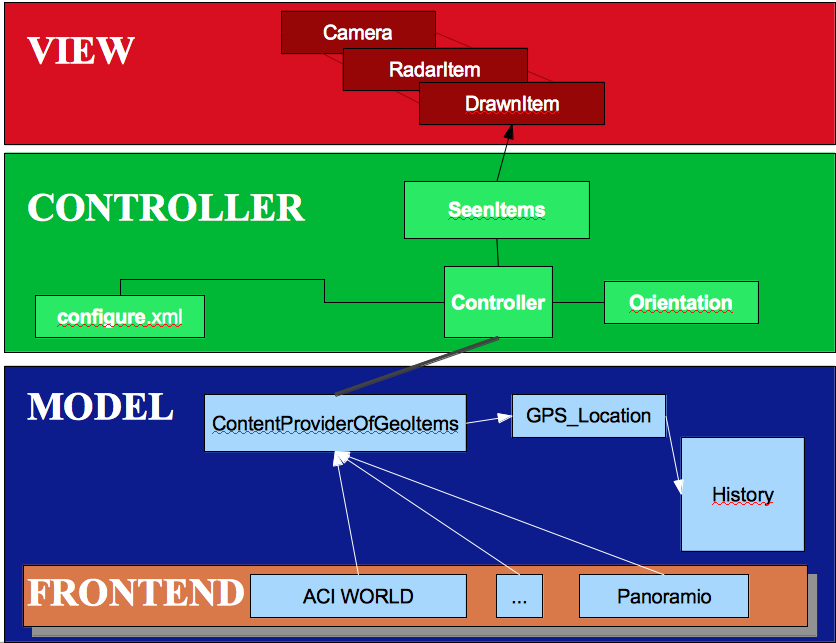 VIEW
Camera
RadarItem
DrawnItem
CONTROLLER
SeenItems
configure.xml
Controller
Orientation
MODEL
ContentProviderOfGeoItems
GPS_Location
History
FRONTEND
ACI WORLD
...
Panoramio